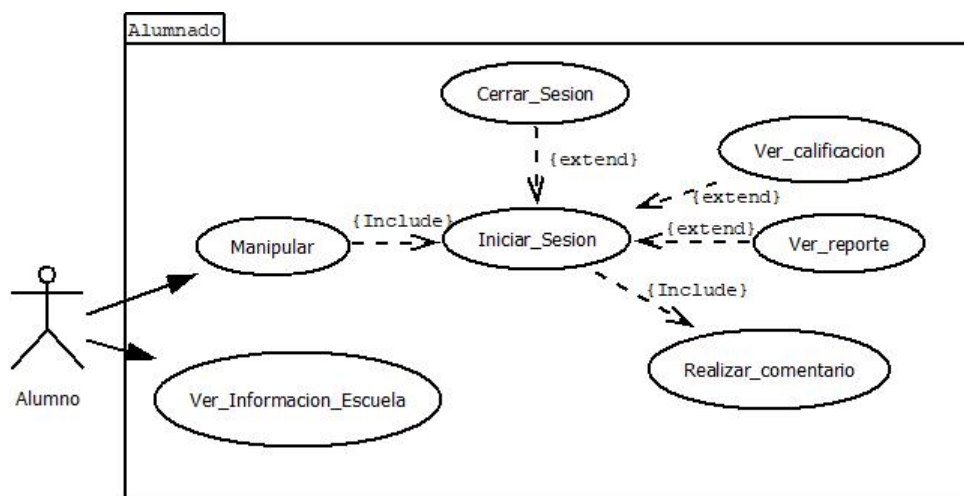 Alumnado
Cerrar_Sesion
{extend}
Ver_calificacion
{extend}
{Include}
Manipular
Iniciar_Sesion
{extend}
Ver_reporte
{Include}
Realizar_comentario
Ver_Informacion_Escuela
Alumno